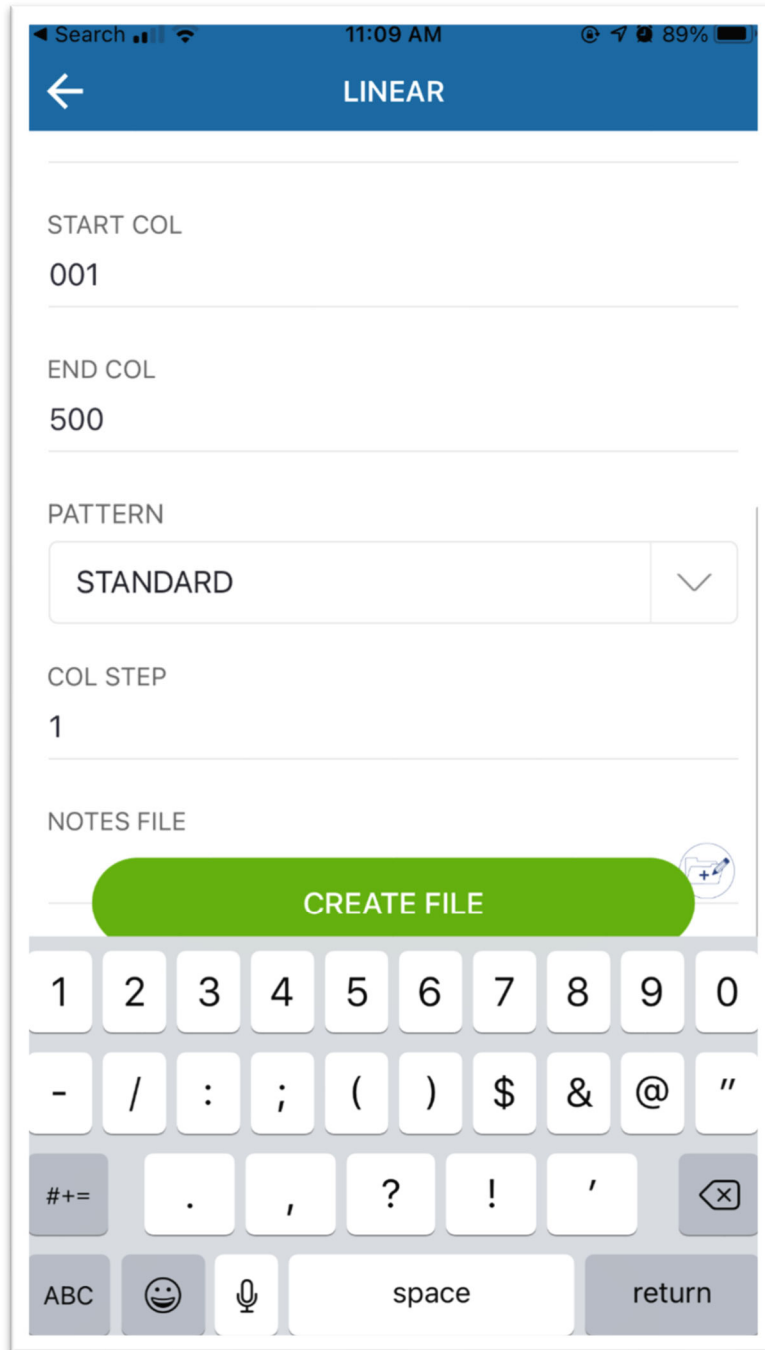 ◀ Search 11:09 AM 89%
LINEAR
START COL
001
END COL
500
PATTERN
STANDARD
COL STEP
1
NOTES FILE
CREATE FILE
1 2 3 4 5 6 7 8 9 0
- / : ; ( ) $ & @ "
#+= . , ? ! '
ABC space return